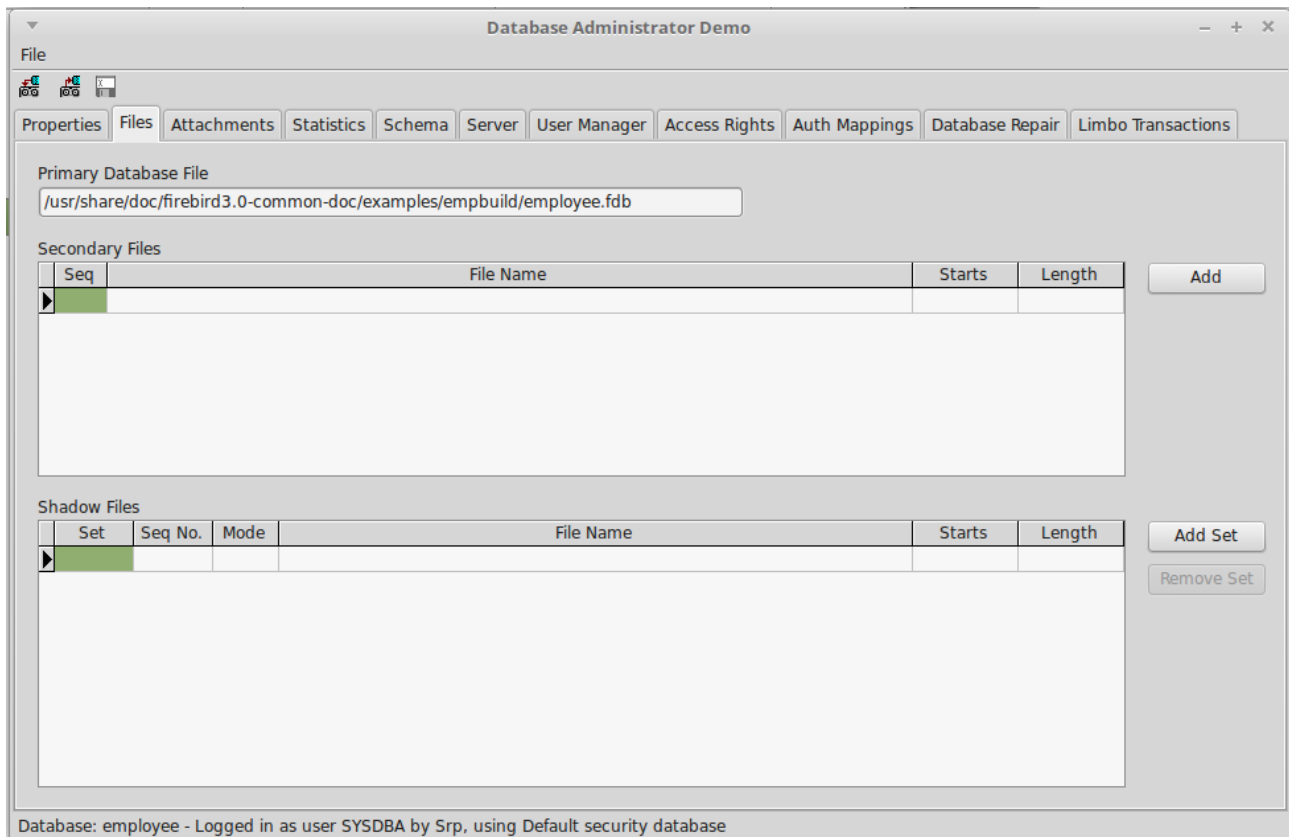 Database Administrator Demo
File
Properties Files Attachments Statistics Schema Server User Manager Access Rights Auth Mappings Database Repair Limbo Transactions
Primary Database File
/usr/share/doc/firebird3.0-common-doc/examples/empbuild/employee.fdb
Secondary Files
Seq File Name Starts Length Add
Shadow Files
Set Seq No. Mode File Name Starts Length Add Set
Remove Set
Database: employee - Logged in as user SYSDBA by Srp, using Default security database